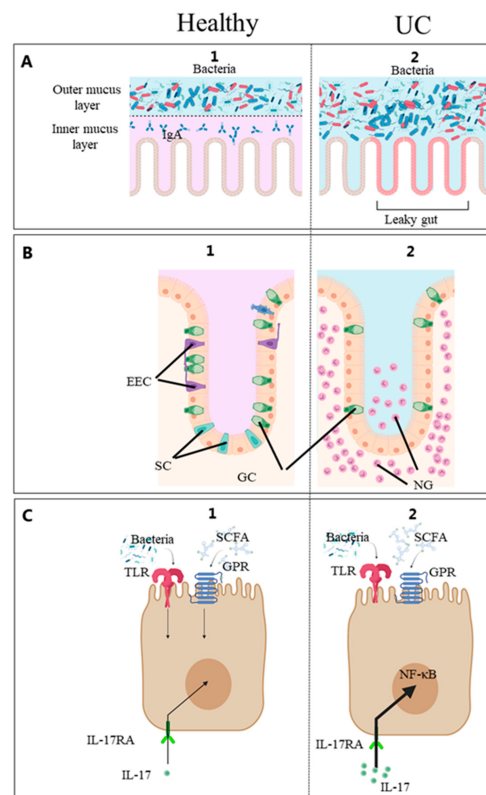 Healthy UC
A 1 2
Bacteria Bacteria
Outer mucus
layer
Inner mucus
layer
IgA
Leaky gut
B 1 2
EEC
SC GC NG
C 1 2
Bacteria SCFA Bacteria SCFA
TLR GPR TLR GPR
NF-κB
IL-17RA IL-17RA
IL-17 IL-17